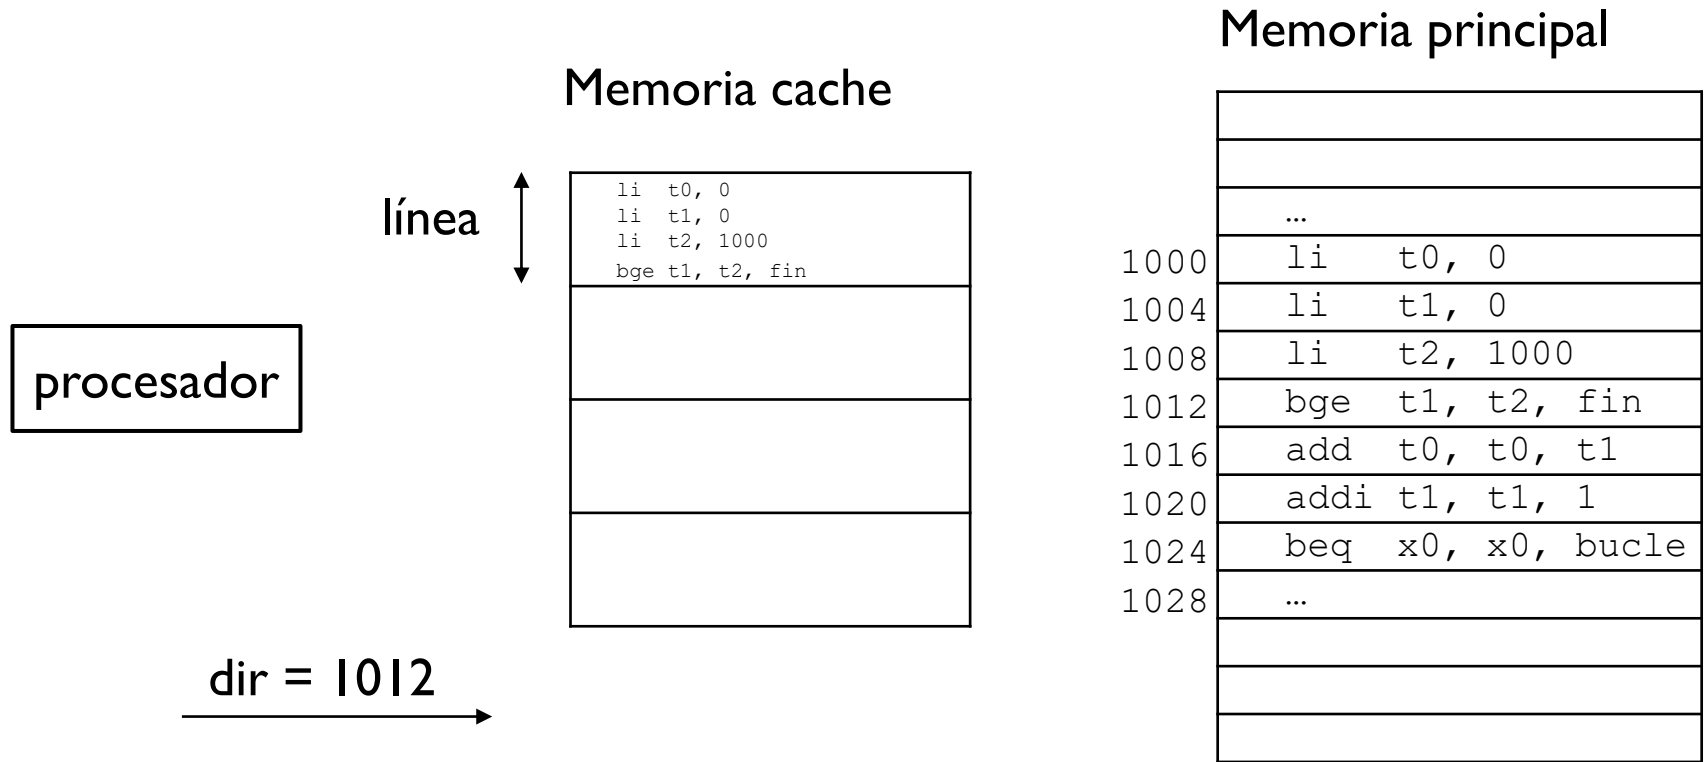 Memoria principal
Memoria cache
línea
li t0, 0
li t1, 0
li t2, 1000
bge t1, t2, fin
procesador
dir = 1012
…
1000 li t0, 0
1004 li t1, 0
1008 li t2, 1000
1012 bge t1, t2, fin
1016 add t0, t0, t1
1020 addi t1, t1, 1
1024 beq x0, x0, bucle
1028 …